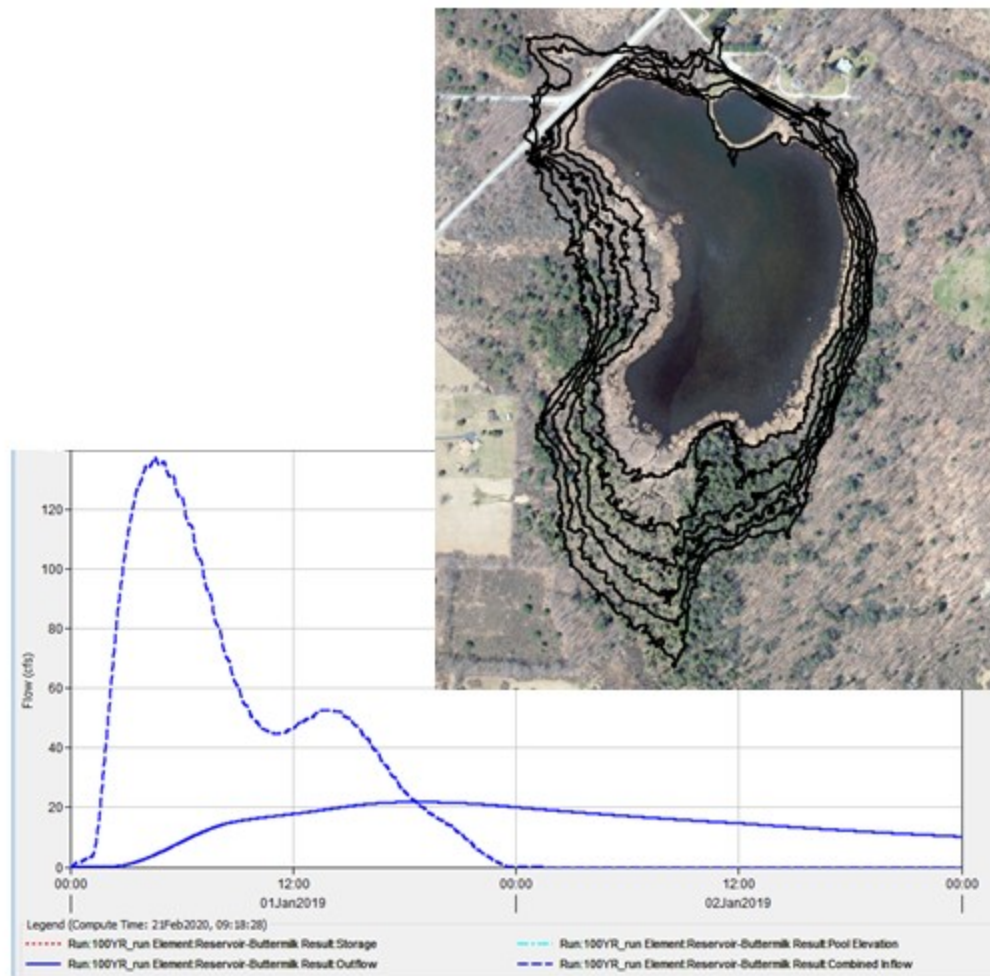 120
100
80
60
40
20
0
Flow (cfs)
00:00 12:00 00:00 12:00 00:00
01Jan2019 02Jan2019
Legend (Compute Time: 21Feb2020, 09:18:28)
Run:100YR_run Element:Reservoir-Buttermilk Result:Storage Run:100YR_run Element:Reservoir-Buttermilk Result:Pool Elevation
Run:100YR_run Element:Reservoir-Buttermilk Result:Outflow Run:100YR_run Element:Reservoir-Buttermilk Result:Combined Inflow